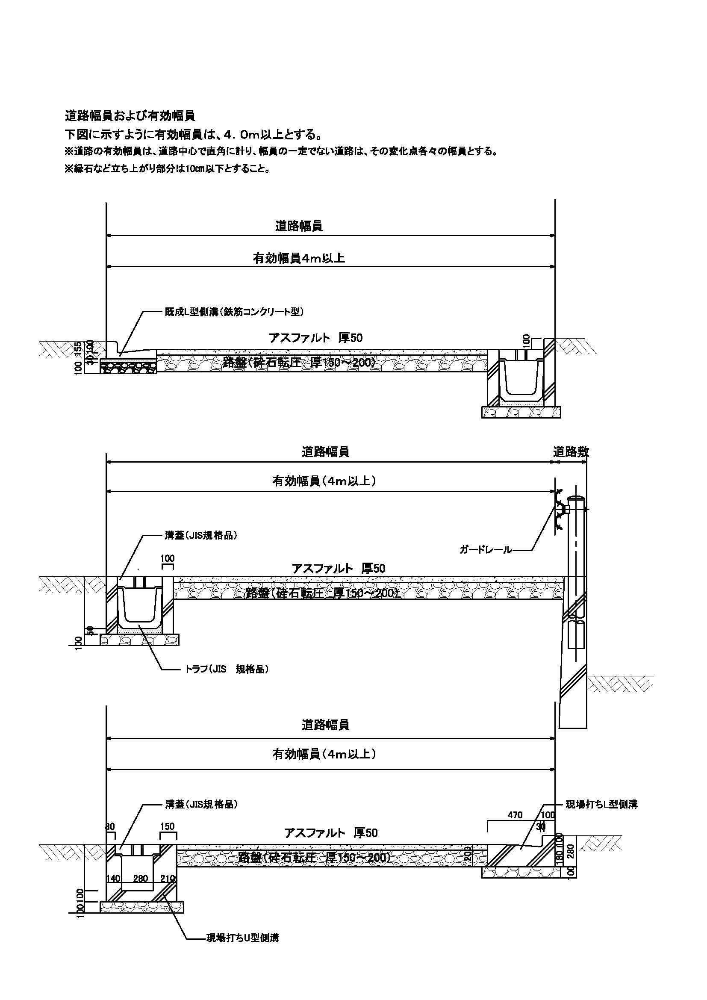 道路幅員および有効幅員
下図に示すように有効幅員は、4．0ｍ以上とする。
※道路の有効幅員は、道路中心で直角に計り、幅員の一定でない道路は、その変化点各々の幅員とする。
※縁石など立ち上がり部分は10㎝以下とすること。
道路幅員
有効幅員4ｍ以上
既成L型側溝（鉄筋コンクリート型）
アスファルト　厚50
100
155
100
30
100
路盤（砕石転圧　厚150～200）
道路幅員
道路敷
有効幅員（4ｍ以上）
溝蓋（JIS規格品）
ガードレール
100
アスファルト　厚50
路盤（砕石転圧　厚150～200）
50
100
トラフ（JIS　規格品）
道路幅員
有効幅員（4ｍ以上）
溝蓋（JIS規格品）
現場打ちL型側溝
470
100
30
80
150
アスファルト　厚50
100
180
280
100
200
路盤（砕石転圧　厚150～200）
140
280
210
100
100
現場打ちU型側溝